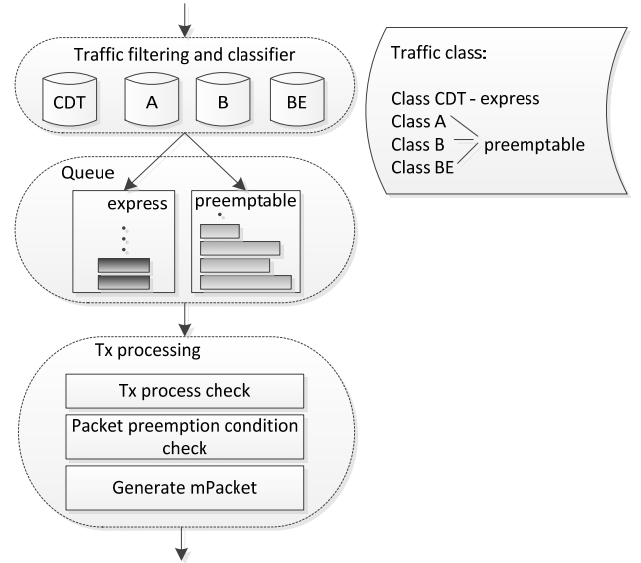 Traffic filtering and classifier
CDT
A
B
BE
Traffic class:
Class CDT - express
Class A
Class B
preemptable
Class BE
Queue
express
preemptable
Tx processing
Tx process check
Packet preemption condition
check
Generate mPacket